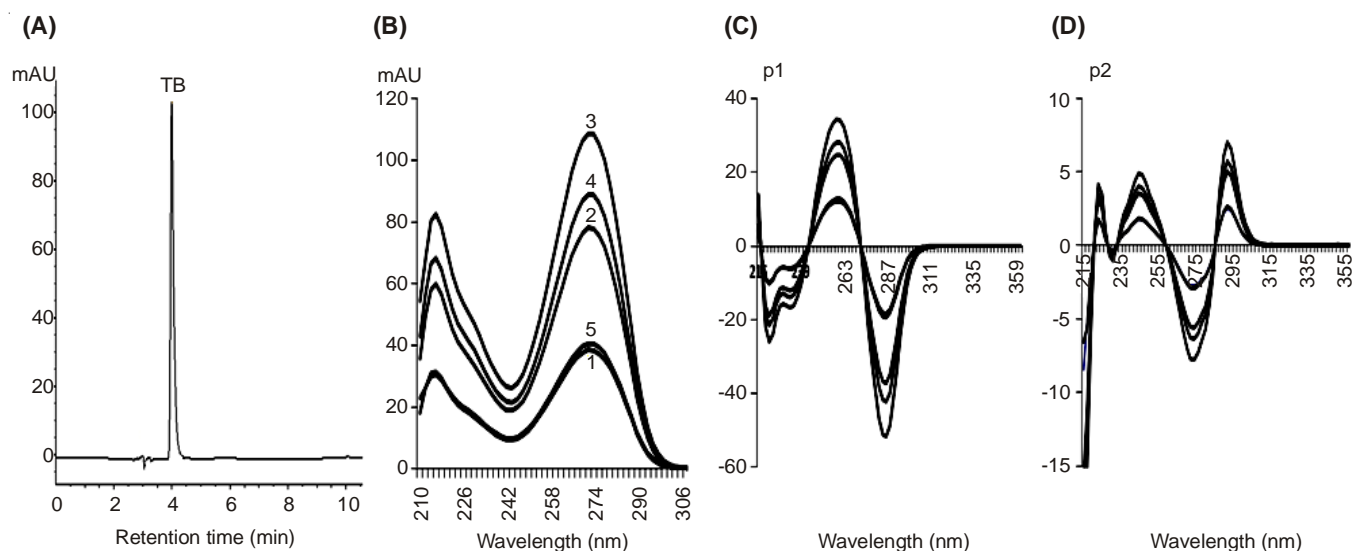 (A)
mAU
TB
100
80
60
40
20
0
0 2 4 6 8 10
Retention time (min)
(B)
mAU
120
100
80
60
40
20
0
3
4
2
5
1
210 226 242 258 274 290 306
Wavelength (nm)
(C)
p1
40
20
0
-20
-40
-60
215 239 263 287 311 335 359
Wavelength (nm)
(D)
p2
10
5
0
-5
-10
-15
215 235 255 275 295 315 335 355
Wavelength (nm)